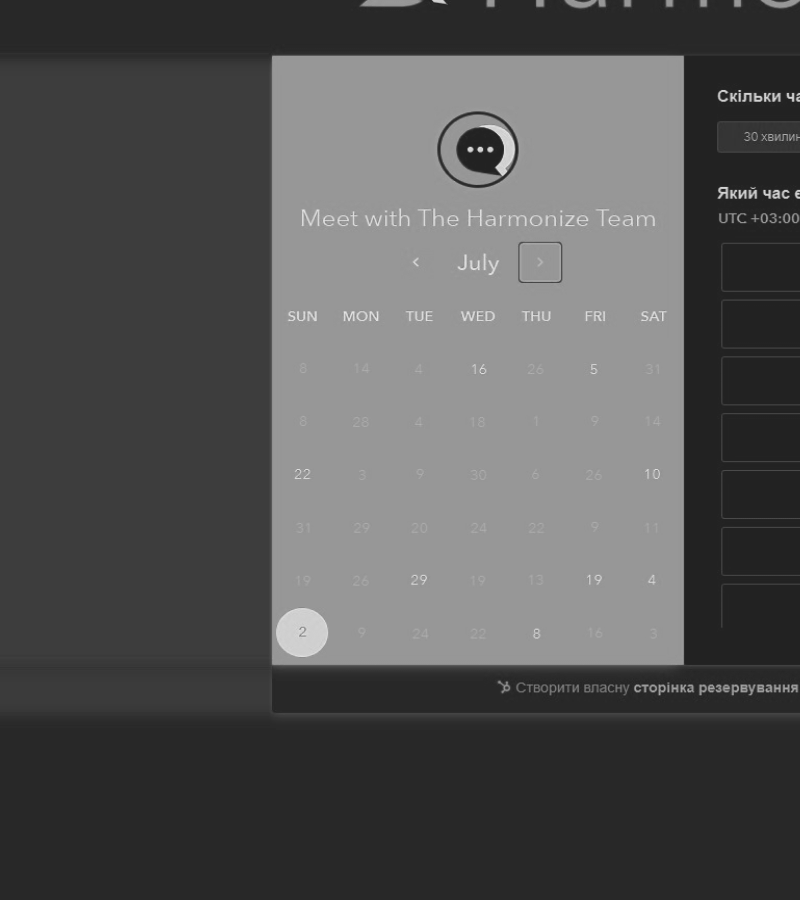 Meet with The Harmonize Team
July
SUN MON TUE WED THU FRI SAT
8 14 4 16 26 5 31
8 28 4 18 1 9 14
22 3 9 30 6 26 10
31 29 20 24 22 9 11
19 26 29 19 13 19 4
2 9 24 22 8 16 3
Скільки ча
30 хвилин
Який час є
UTC +03:00
Створити власну сторінка резервування